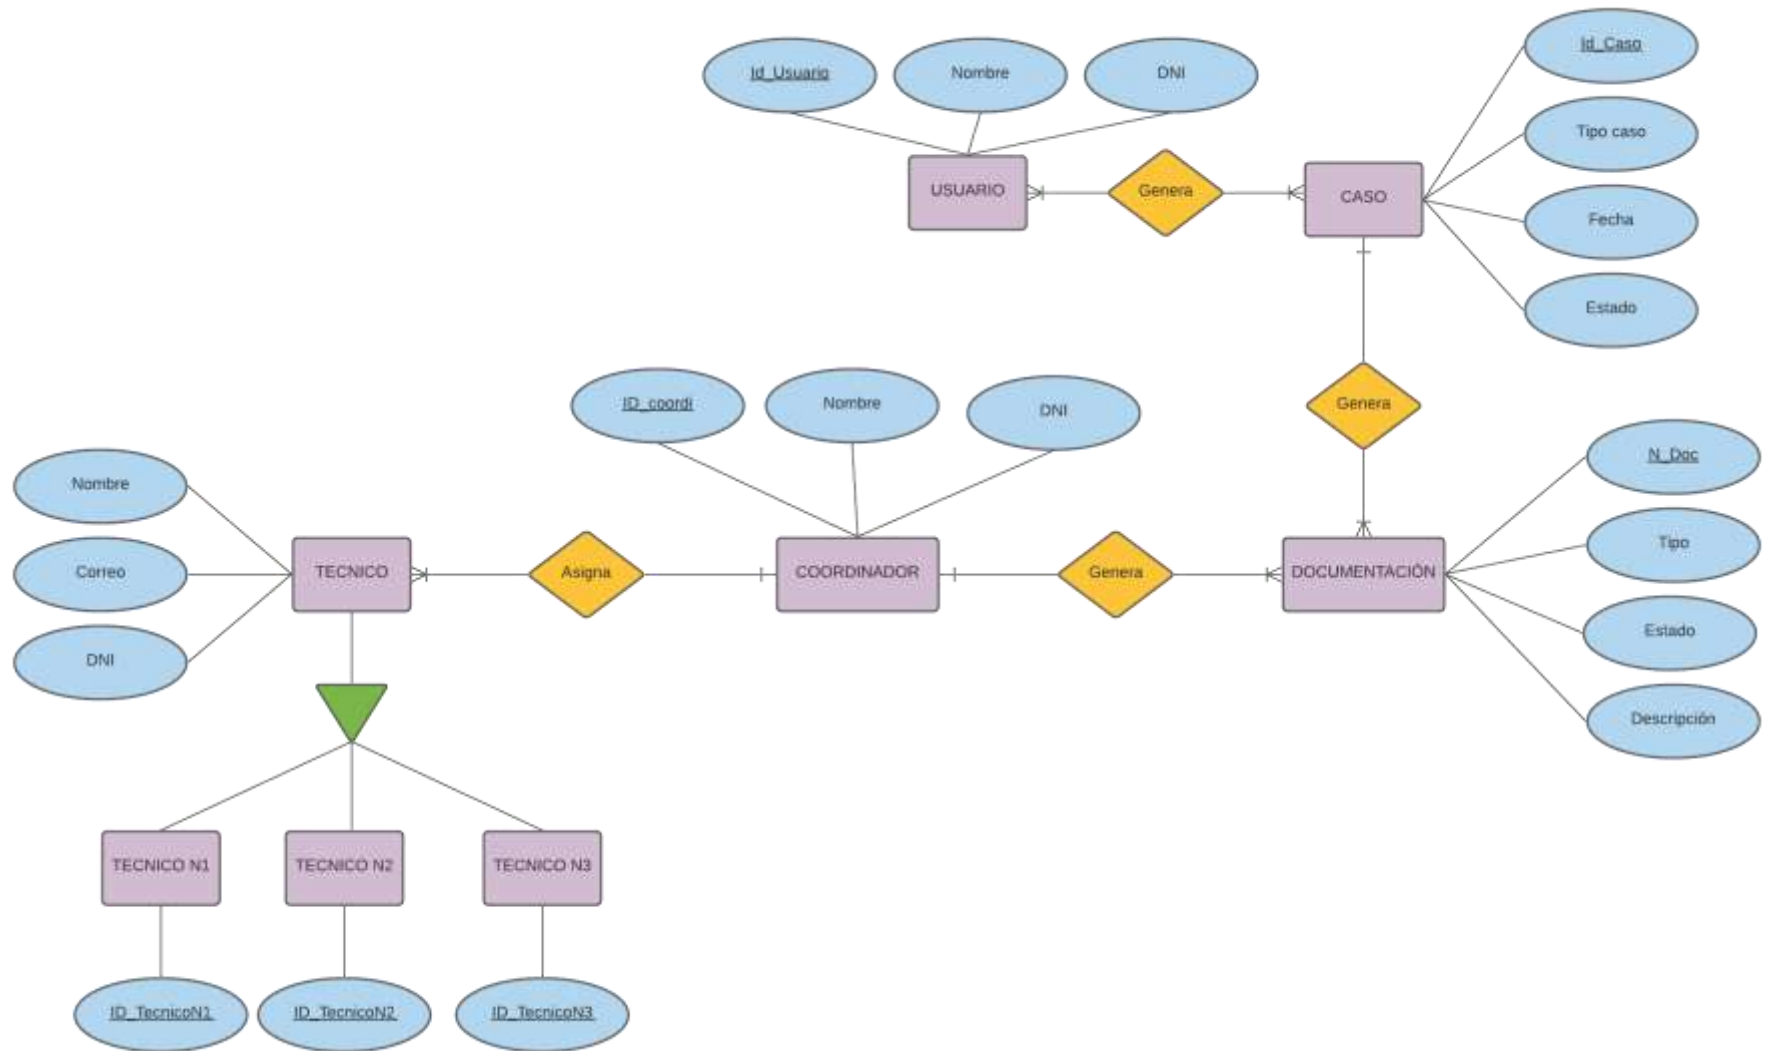 Id_Usuario
Nombre
DNI
Id_Caso
Tipo caso
Fecha
Estado
USUARIO
Genera
CASO
Genera
ID_coordi
Nombre
DNI
Nombre
Correo
DNI
TECNICO
Asigna
COORDINADOR
Genera
DOCUMENTACIÓN
N_Doc
Tipo
Estado
Descripción
TECNICO N1
TECNICO N2
TECNICO N3
ID_TecnicoN1
ID_TecnicoN2
ID_TecnicoN3